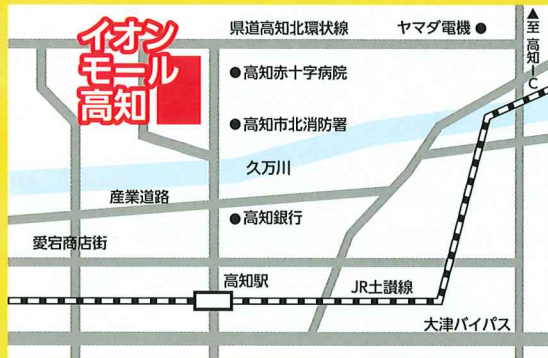 県道高知北環状線
ヤマダ電機
▲至 高知IC
イオン
モール
高知
高知赤十字病院
高知市北消防署
久万川
産業道路
高知銀行
愛宕商店街
高知駅
JR土讃線
大津バイパス